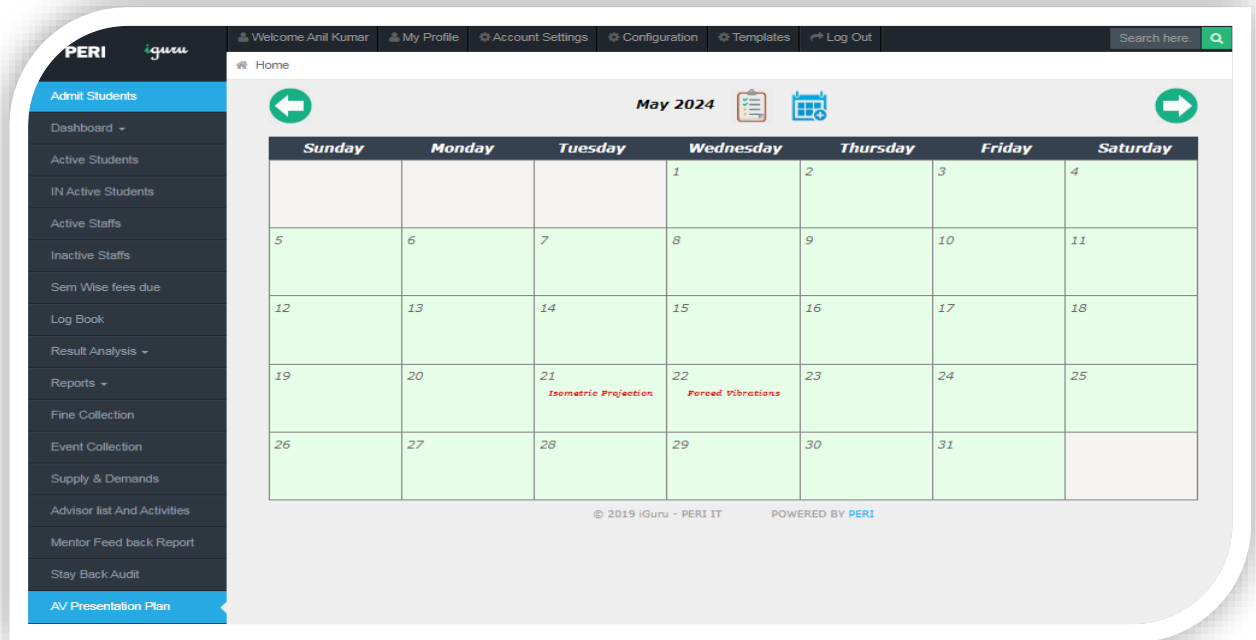 PERI iguru
Welcome Anil Kumar My Profile Account Settings Configuration Templates Log Out Search here.
Home
Admit Students
Dashboard
Active Students
IN Active Students
Active Staffs
Inactive Staffs
Sem Wise fees due
Log Book
Result Analysis
Reports
Fine Collection
Event Collection
Supply & Demands
Advisor list And Activities
Mentor Feed back Report
Stay Back Audit
AV Presentation Plan
May 2024
Sunday Monday Tuesday Wednesday Thursday Friday Saturday
1 2 3 4
5 6 7 8 9 10 11
12 13 14 15 16 17 18
19 20 21 22 23 24 25
Isometric Projection Forced Vibrations
26 27 28 29 30 31
© 2019 iGuru - PERI IT POWERED BY PERI